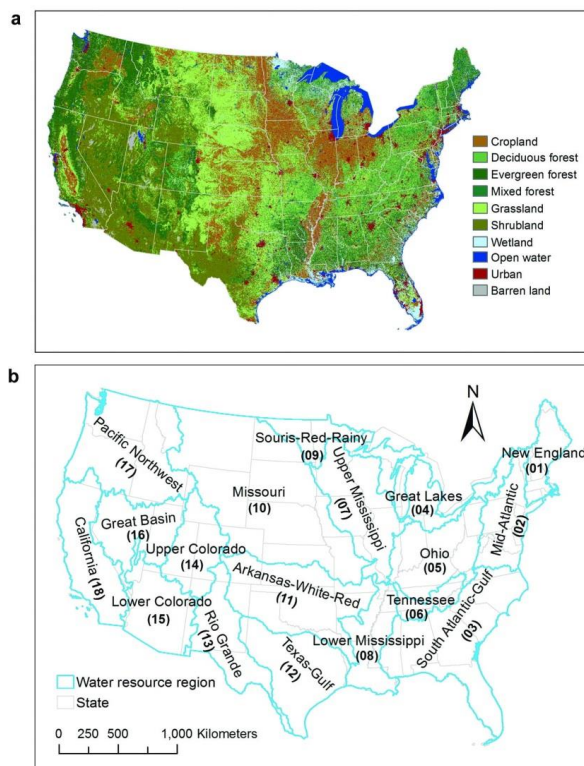 a
Cropland
Deciduous forest
Evergreen forest
Mixed forest
Grassland
Shrubland
Wetland
Open water
Urban
Barren land
b
N
Pacific Northwest
(17)
Souris-Red-Rainy
(09)
New England
(01)
Missouri
(10)
Upper Mississippi
(07)
Great Lakes
(04)
Mid-Atlantic
(02)
Great Basin
(16)
Upper Colorado
(14)
Ohio
(05)
California
(18)
Arkansas-White-Red
(11)
Tennessee
(06)
Lower Colorado
(15)
Rio Grande
(13)
Texas-Gulf
(12)
Lower Mississippi
(08)
South Atlantic-Gulf
(03)
Water resource region
State
0 250 500 1,000 Kilometers